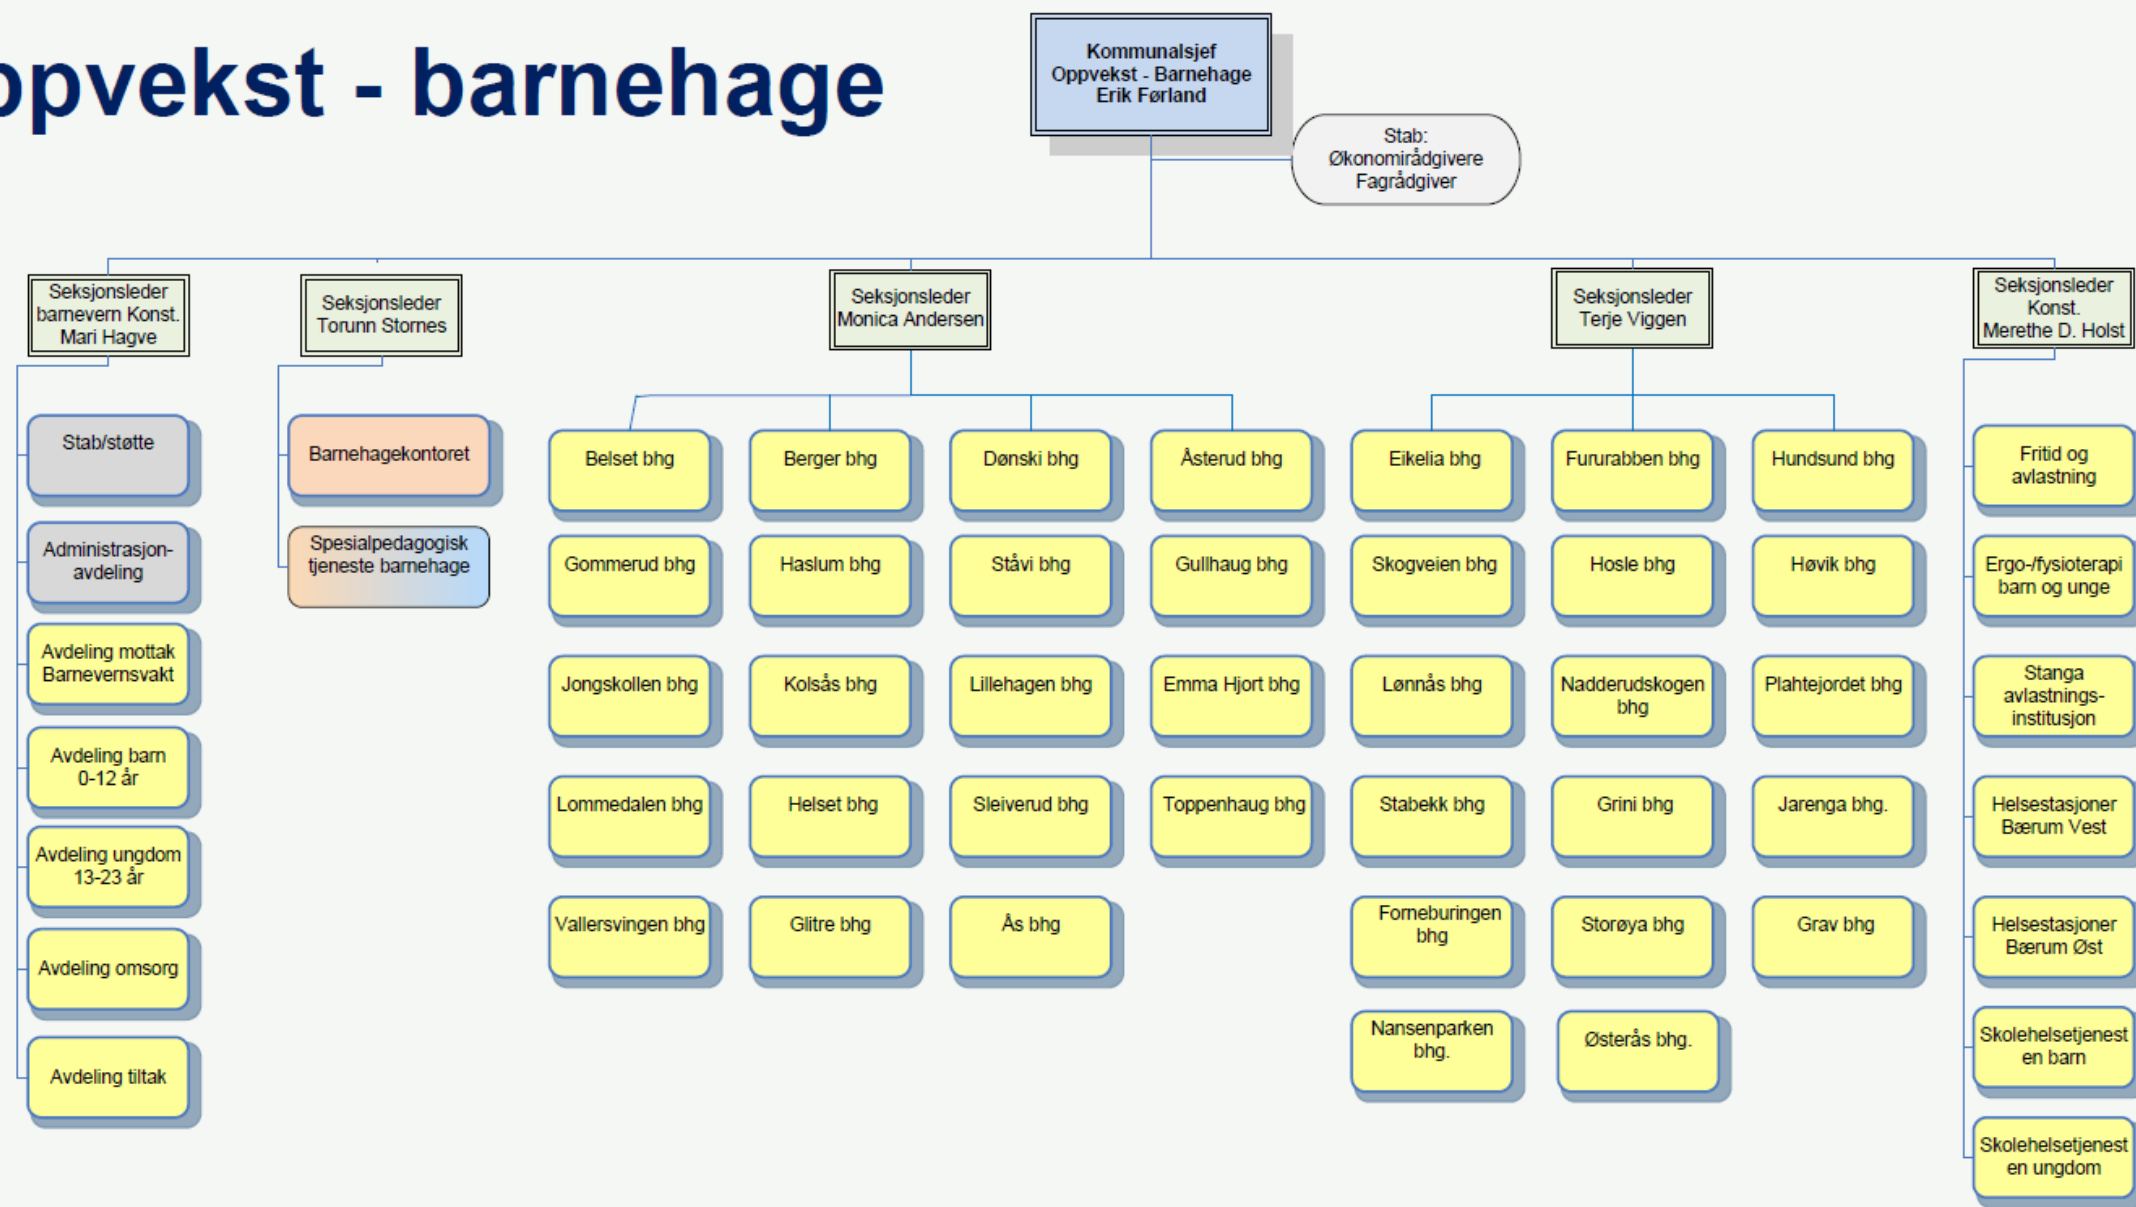 ppvekst - barnehage
Kommunalsjef
Oppvekst - Barnehage
Erik Førland
Stab:
Økonomirådgivere
Fagrådgiver
Seksjonsleder
barnevern Konst.
Mari Hagve
Seksjonsleder
Torunn Stornes
Seksjonsleder
Monica Andersen
Seksjonsleder
Terje Viggen
Seksjonsleder
Konst.
Merethe D. Holst
Stab/støtte
Administrasjon-
avdeling
Avdeling mottak
Barnevernsvakt
Avdeling barn
0-12 år
Avdeling ungdom
13-23 år
Avdeling omsorg
Avdeling tiltak
Barnehagekontoret
Spesialpedagogisk
tjeneste barnehage
Belset bhg
Gommerud bhg
Jongskollen bhg
Lommedalen bhg
Vallersvingen bhg
Berger bhg
Haslum bhg
Kolsås bhg
Helset bhg
Glitre bhg
Dønski bhg
Ståvi bhg
Lillehagen bhg
Sleiverud bhg
Ås bhg
Åsterud bhg
Gullhaug bhg
Emma Hjort bhg
Toppenhaug bhg
Eikelia bhg
Skogveien bhg
Lønnås bhg
Stabekk bhg
Forneburingen
bhg
Nansenparken
bhg.
Fururabben bhg
Hosle bhg
Nadderudskogen
bhg
Grini bhg
Storøya bhg
Østerås bhg.
Hundsund bhg
Høvik bhg
Plahtejordet bhg
Jarenga bhg.
Grav bhg
Fritid og
avlastning
Ergo-/fysioterapi
barn og unge
Stanga
avlastnings-
institusjon
Helsestasjoner
Bærum Vest
Helsestasjoner
Bærum Øst
Skolehelsetjenest
en barn
Skolehelsetjenest
en ungdom